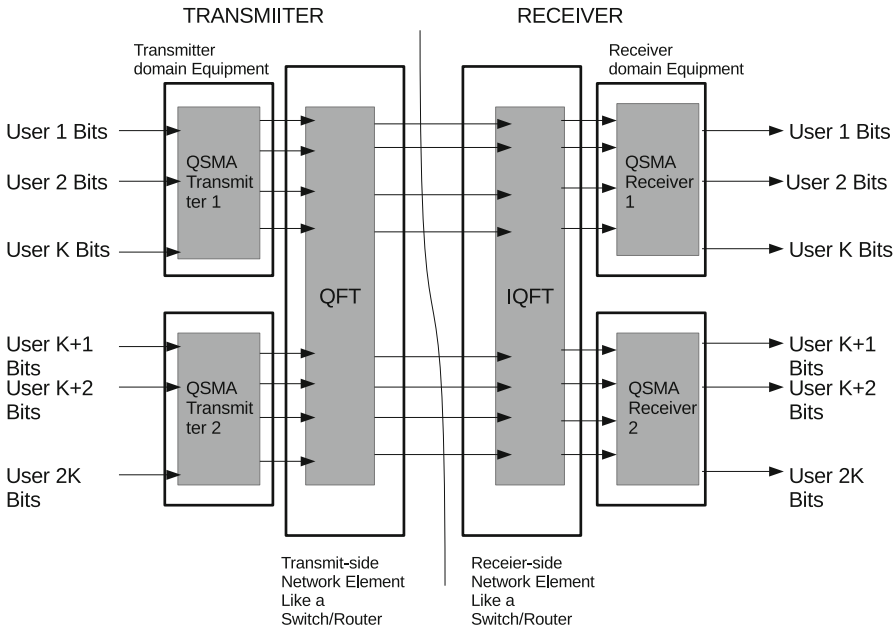 TRANSMIITER
RECEIVER
Transmitter
domain Equipment
Receiver
domain Equipment
User 1 Bits
User 2 Bits
User K Bits
QSMA
Transmit
ter 1
QFT
IQFT
QSMA
Receiver
1
User 1 Bits
User 2 Bits
User K Bits
User K+1
Bits
User K+2
Bits
User 2K
Bits
QSMA
Transmit
ter 2
QSMA
Receiver
2
User K+1
Bits
User K+2
Bits
User 2K
Bits
Transmit-side
Network Element
Like a
Switch/Router
Receier-side
Network Element
Like a
Switch/Router